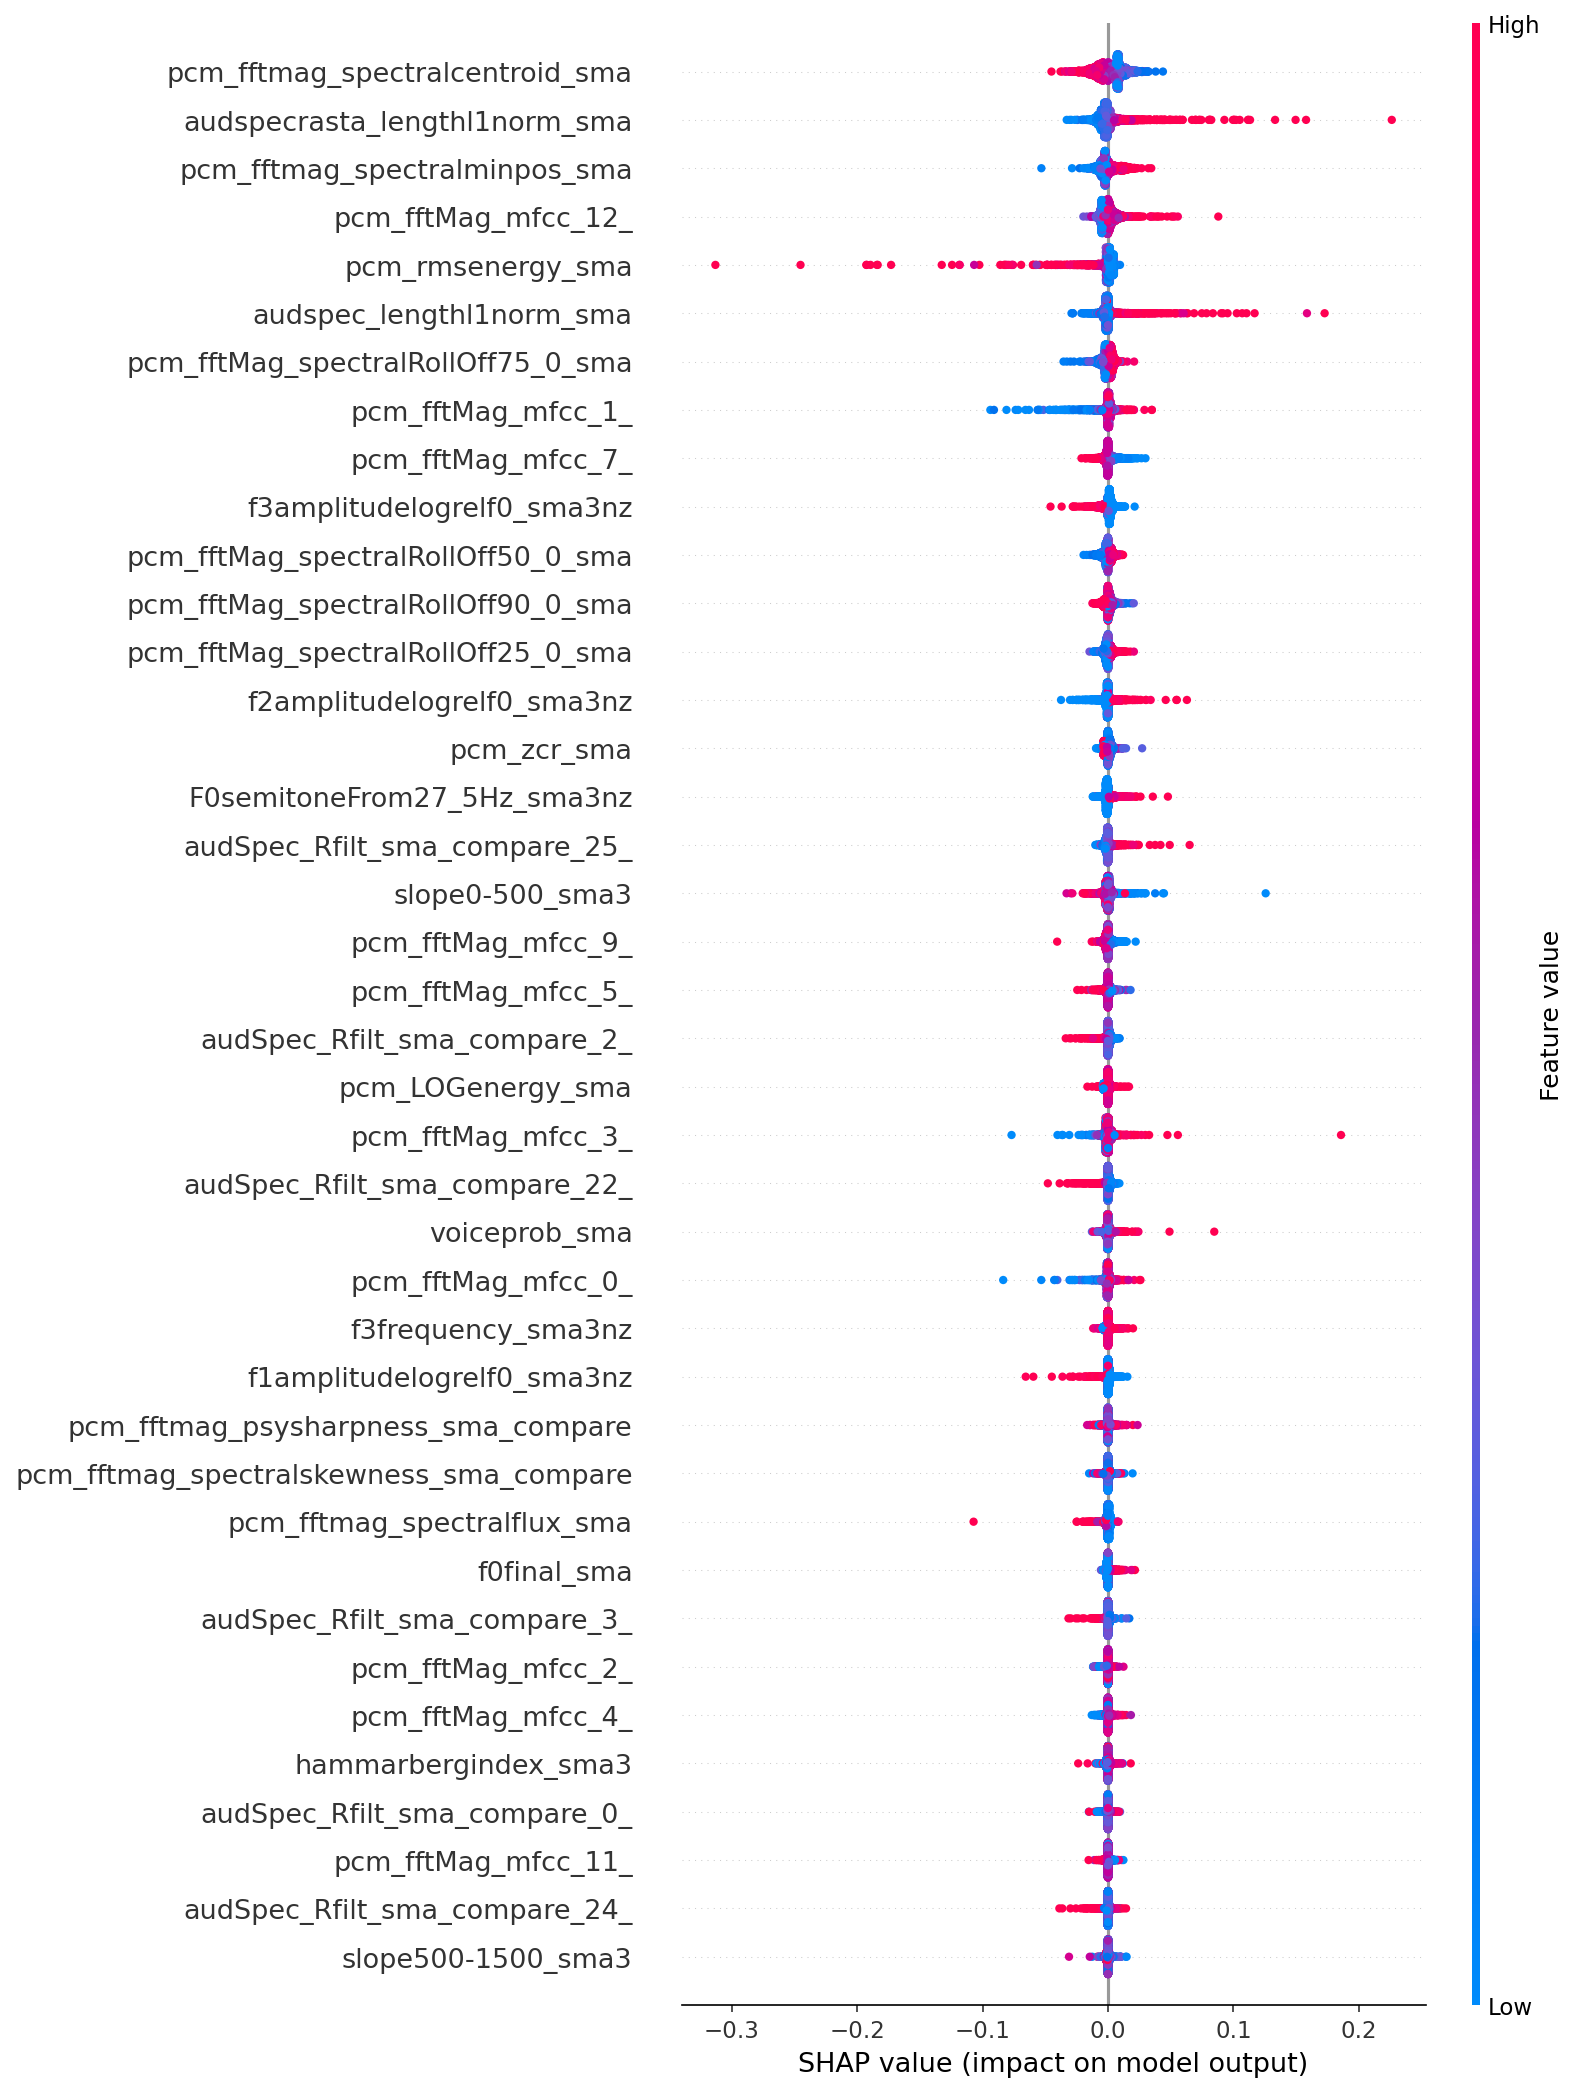 High
pcm_fftmag_spectralcentroid_sma
audspecrasta_lengthl1norm_sma
pcm_fftmag_spectralminpos_sma
pcm_fftMag_mfcc_12_
pcm_rmsenergy_sma
audspec_lengthl1norm_sma
pcm_fftMag_spectralRollOff75_0_sma
pcm_fftMag_mfcc_1_
pcm_fftMag_mfcc_7_
f3amplitudelogrelf0_sma3nz
pcm_fftMag_spectralRollOff50_0_sma
pcm_fftMag_spectralRollOff90_0_sma
pcm_fftMag_spectralRollOff25_0_sma
f2amplitudelogrelf0_sma3nz
pcm_zcr_sma
F0semitoneFrom27_5Hz_sma3nz
audSpec_Rfilt_sma_compare_25_
slope0-500_sma3
pcm_fftMag_mfcc_9_
pcm_fftMag_mfcc_5_
audSpec_Rfilt_sma_compare_2_
pcm_LOGenergy_sma
pcm_fftMag_mfcc_3_
audSpec_Rfilt_sma_compare_22_
voiceprob_sma
pcm_fftMag_mfcc_0_
f3frequency_sma3nz
f1amplitudelogrelf0_sma3nz
pcm_fftmag_psysharpness_sma_compare
pcm_fftmag_spectralskewness_sma_compare
pcm_fftmag_spectralflux_sma
f0final_sma
audSpec_Rfilt_sma_compare_3_
pcm_fftMag_mfcc_2_
pcm_fftMag_mfcc_4_
hammarbergindex_sma3
audSpec_Rfilt_sma_compare_0_
pcm_fftMag_mfcc_11_
audSpec_Rfilt_sma_compare_24_
slope500-1500_sma3
Feature value
Low
−0.3 −0.2 −0.1 0.0 0.1 0.2
SHAP value (impact on model output)